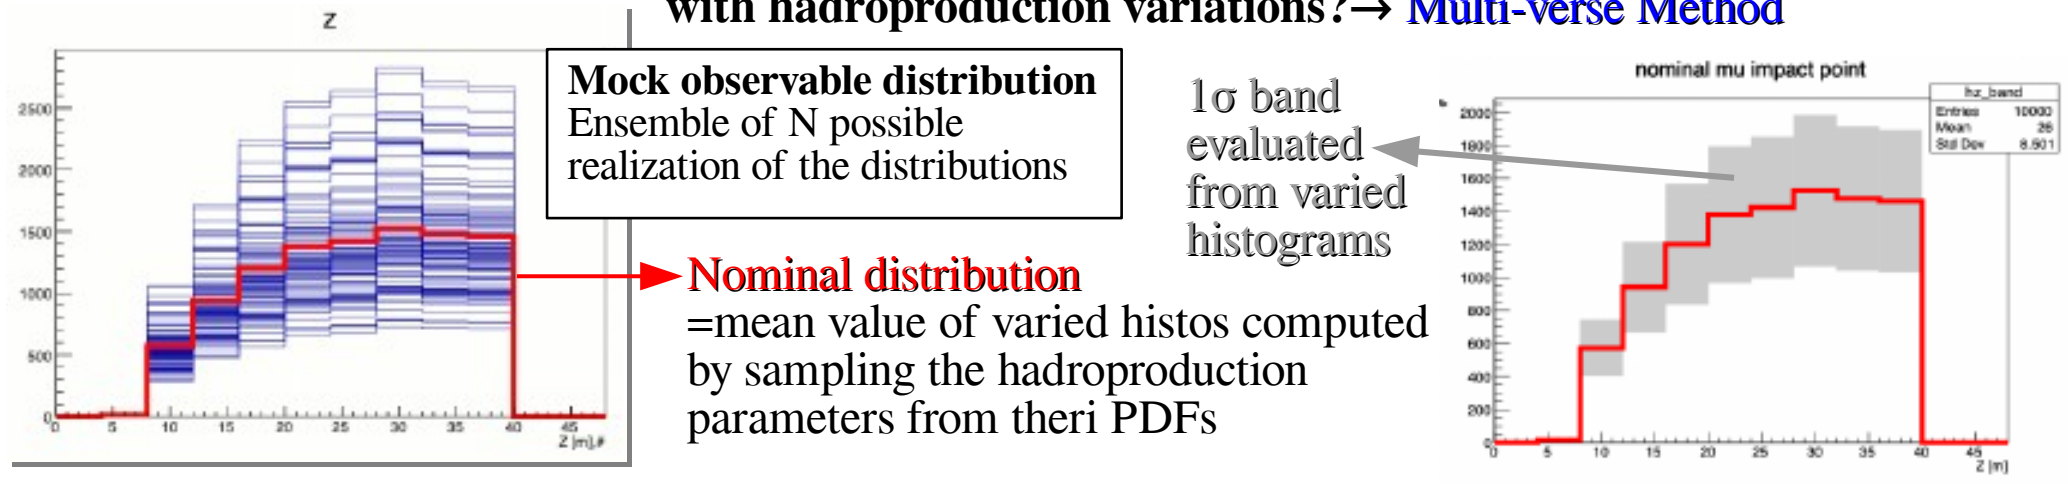 with hadroproduction variations?→ Multi-verse Method
Z
2500
2000
1500
1000
500
0
0 5 10 15 20 25 30 35 40 45
Z [m],#
Mock observable distribution
Ensemble of N possible
realization of the distributions
Nominal distribution
=mean value of varied histos computed
by sampling the hadroproduction
parameters from theri PDFs
1σ band
evaluated
from varied
histograms
nominal mu impact point
hz_band
Entries 10000
Mean 26
Std Dev 8.501
2000
1800
1600
1400
1200
1000
800
600
400
200
0
0 5 10 15 20 25 30 35 40 45
Z [m]